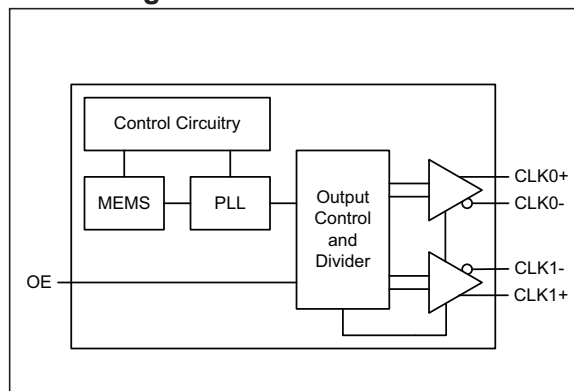 Control Circuitry
MEMS
PLL
Output
Control
and
Divider
OE
CLK0+
CLK0-
CLK1-
CLK1+